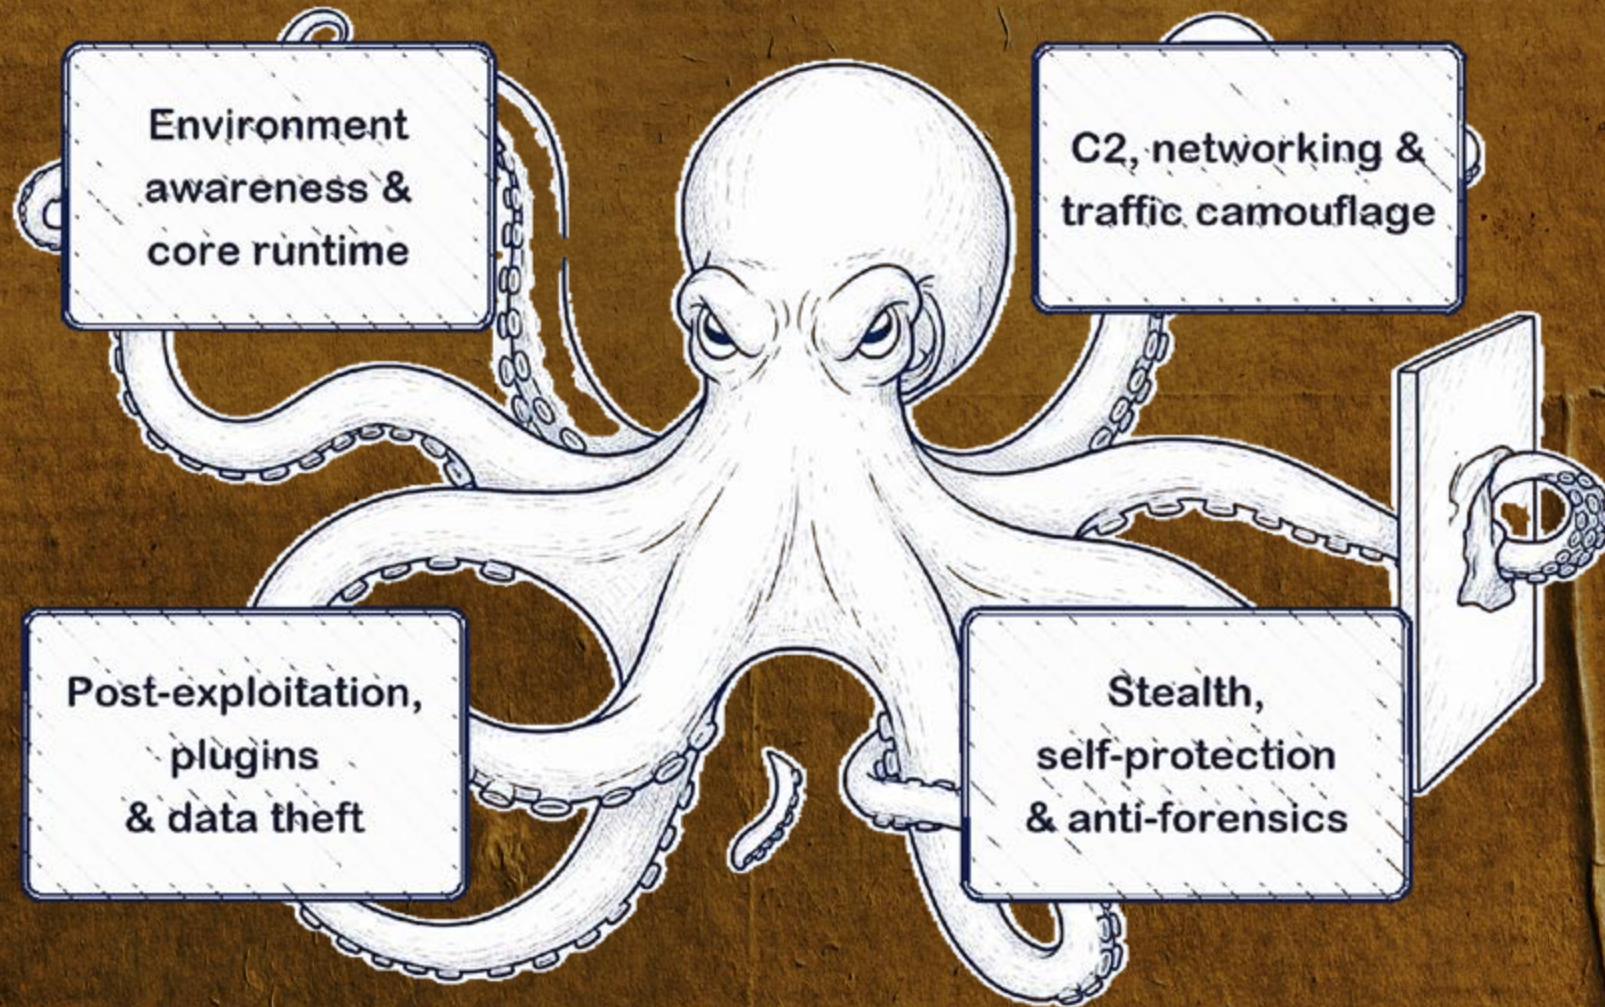 Environment
awareness &
core runtime
C2, networking &
traffic camouflage
Post-exploitation,
plugins
& data theft
Stealth,
self-protection
& anti-forensics